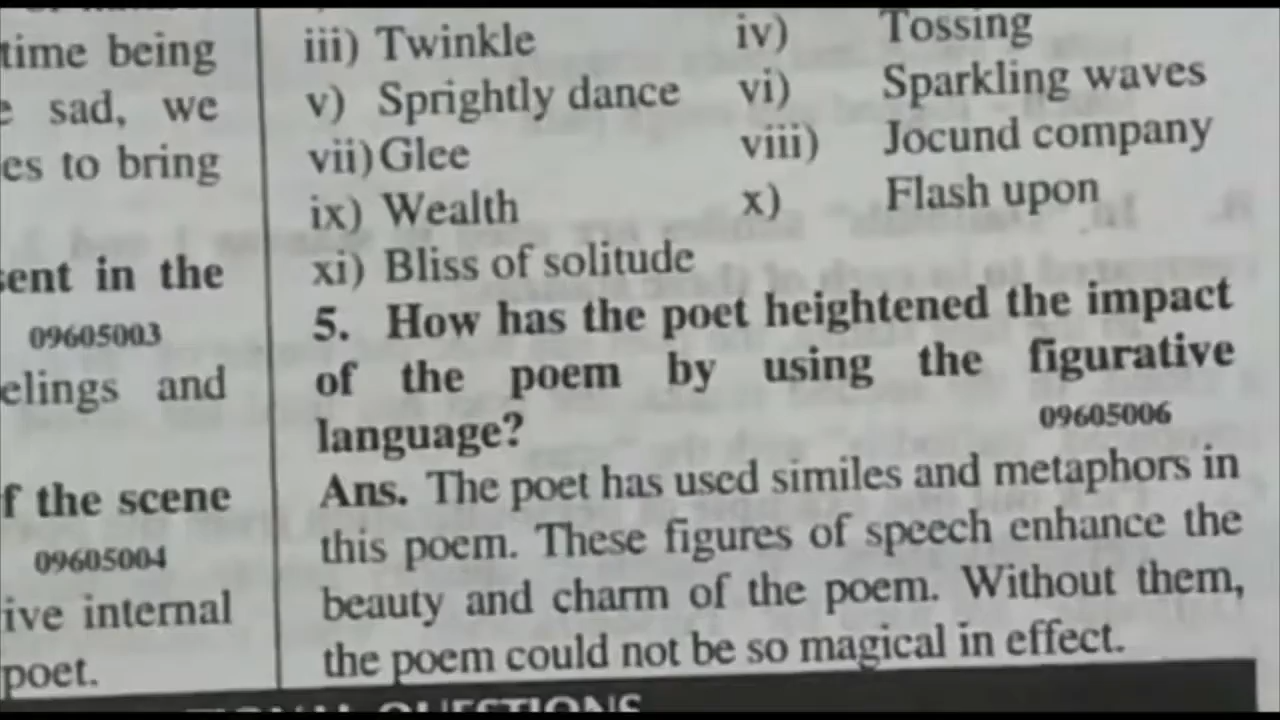 time being
sad, we
es to bring
sent in the
09605003
elings and
f the scene
09605004
ive internal
poet.
iii) Twinkle iv) Tossing
v) Sprightly dance vi) Sparkling waves
vii) Glee viii) Jocund company
ix) Wealth x) Flash upon
xi) Bliss of solitude
5. How has the poet heightened the impact
of the poem by using the figurative
language? 09605006
Ans. The poet has used similes and metaphors in
this poem. These figures of speech enhance the
beauty and charm of the poem. Without them,
the poem could not be so magical in effect.
QUESTIONS